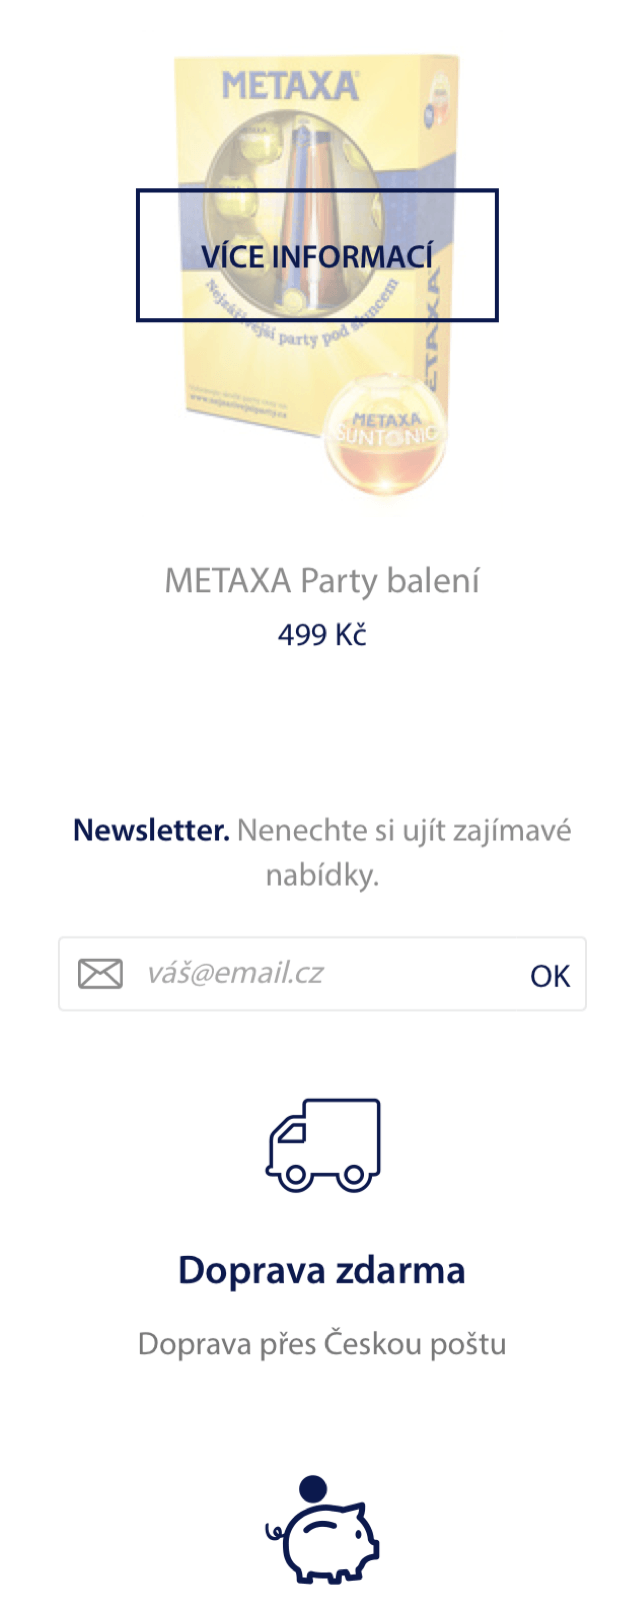 METAXA
VÍCE INFORMACÍ
Nejzářivější party pod sluncem
METAXA
SUNTONIC
METAXA Party balení
499 Kč
Newsletter. Nenechte si ujít zajímavé
nabídky.
váš@email.cz
OK
Doprava zdarma
Doprava přes Českou poštu